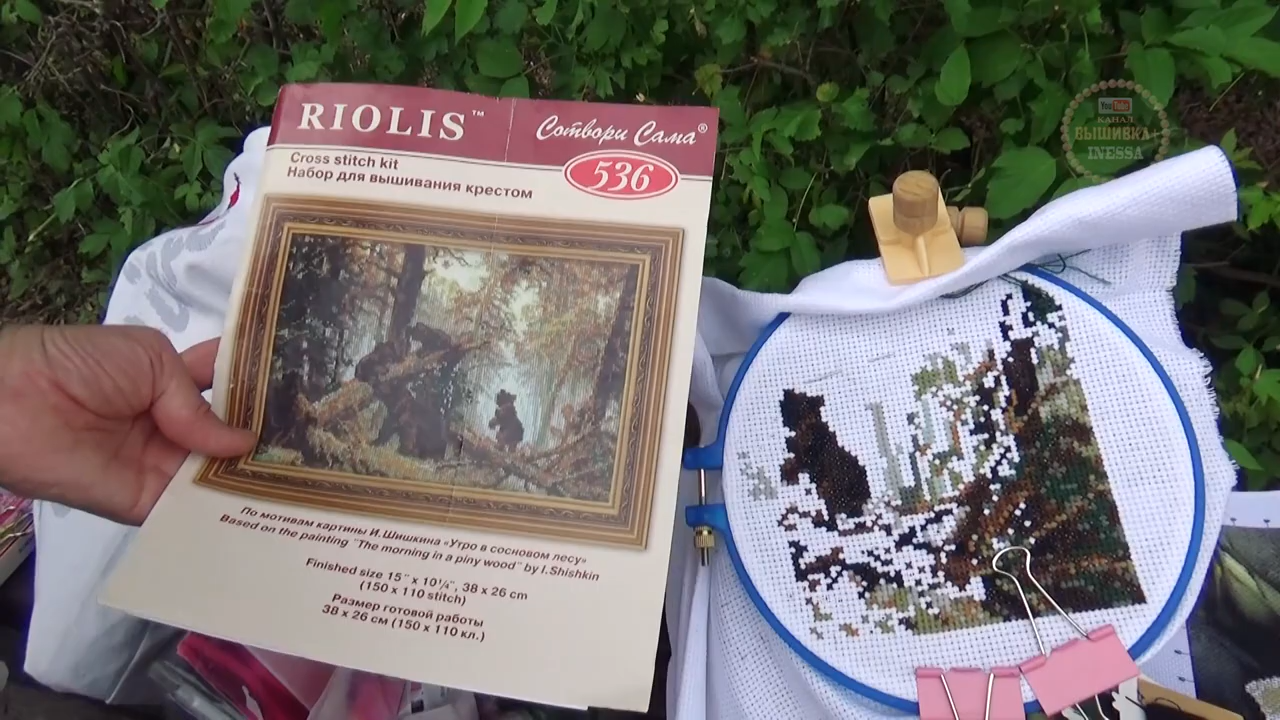 RIOLIS™
Сотвори Сама®
Cross stitch kit
Набор для вышивания крестом
536
По мотивам картины И.Шишкина «Утро в сосновом лесу»
Based on the painting "The morning in a piny wood" by I.Shishkin
Finished size 15" x 10¼", 38 x 26 cm
(150 x 110 stitch)
Размер готовой работы
38 x 26 см (150 x 110 кл.)
YouTube
КАНАЛ
ВЫШИВКА+
INESSA